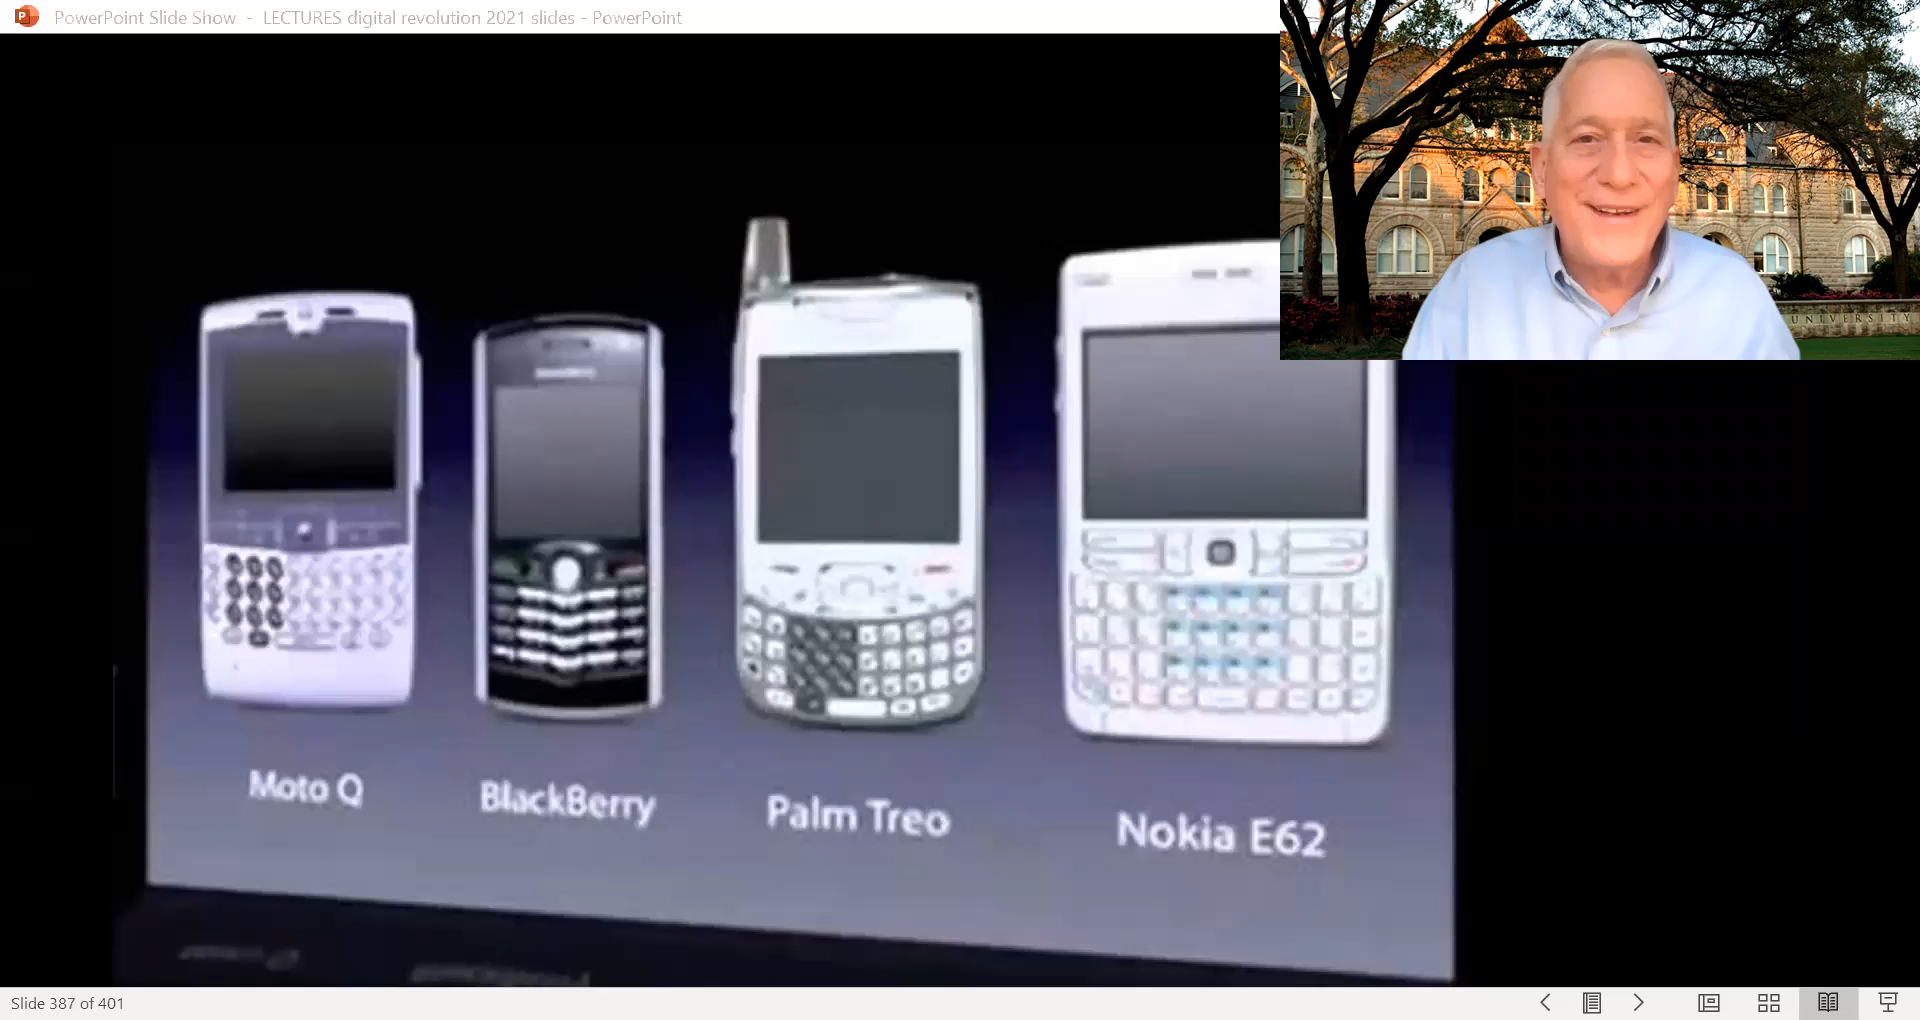 PowerPoint Slide Show - LECTURES digital revolution 2021 slides - PowerPoint
UNIVERSITY
Moto Q
BlackBerry
Palm Treo
Nokia E62
Slide 387 of 401